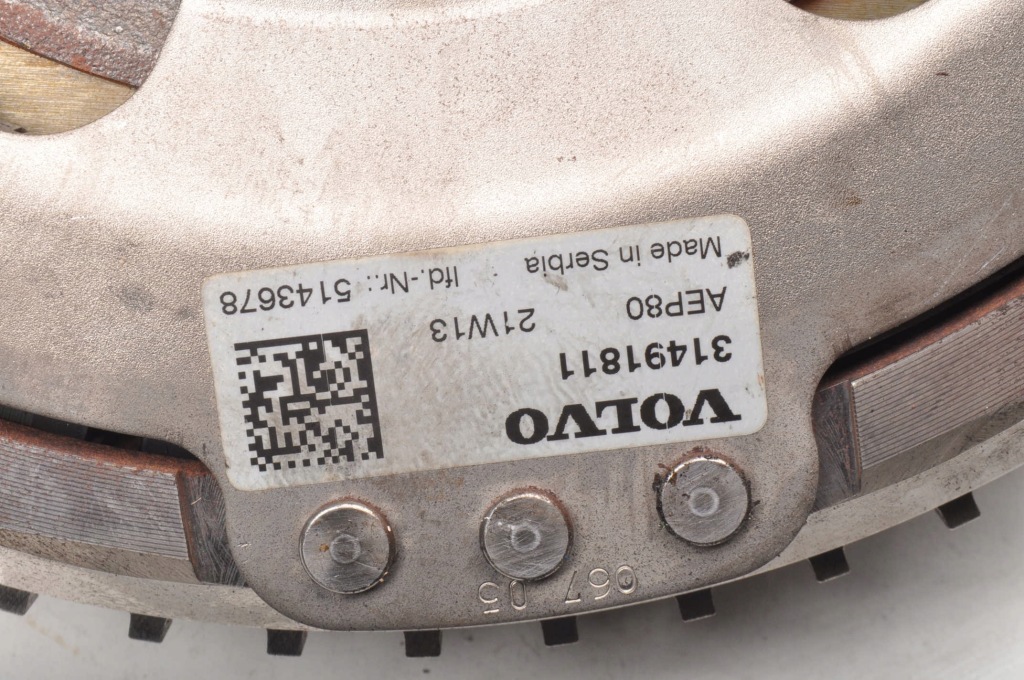 VOLVO
31491811
AEP80 21W13
Made in Serbia lfd.-Nr.: 5143678
067 05